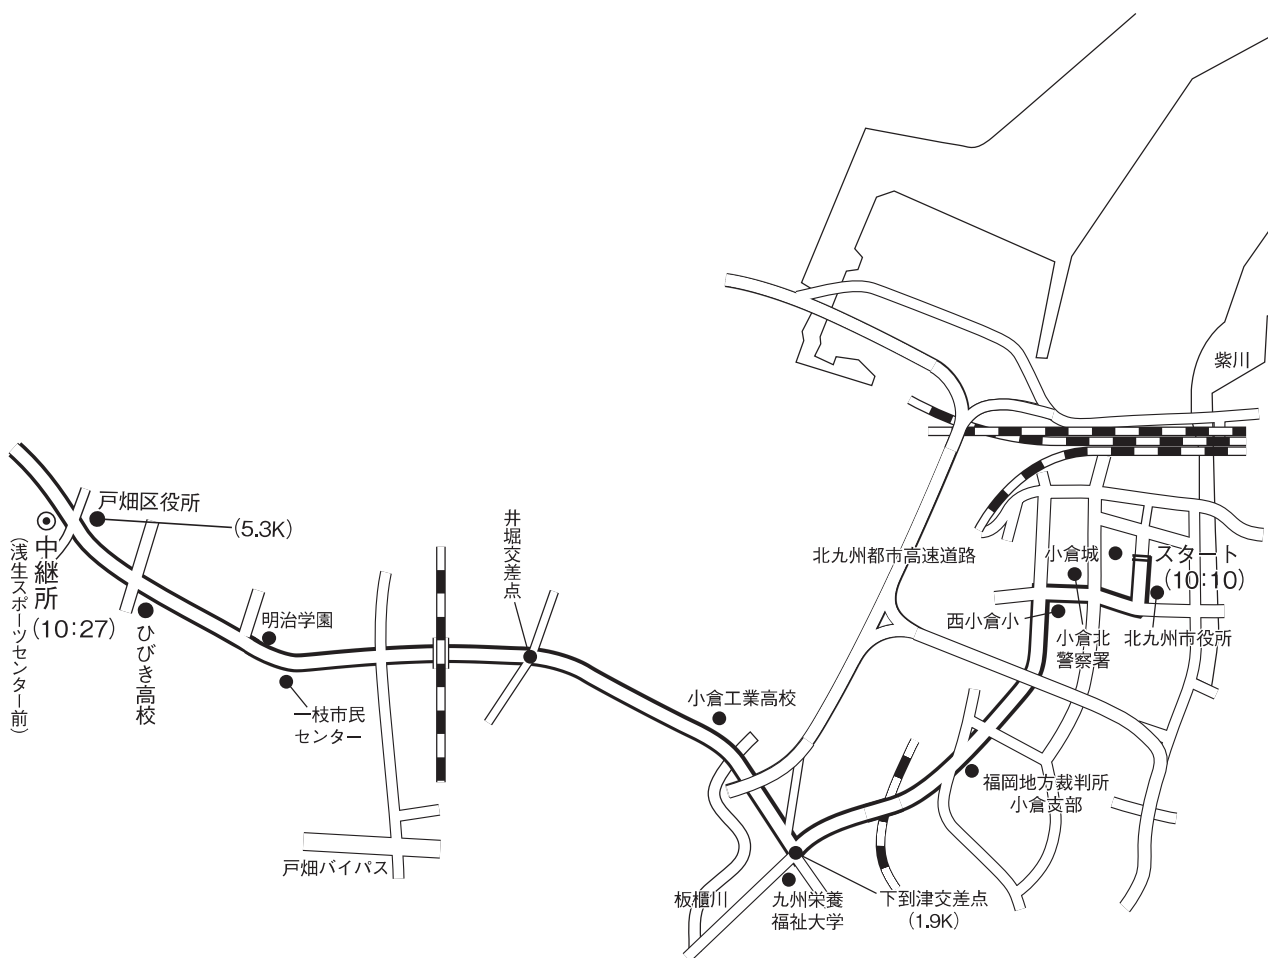 紫川
戸畑区役所
(5.3K)
中継所
(浅生スポーツセンター前)
(10:27)
ひびき高校
明治学園
一枝市民
センター
井堀交差点
戸畑バイパス
小倉工業高校
北九州都市高速道路
小倉城
スタート
(10:10)
西小倉小
小倉北
警察署
北九州市役所
福岡地方裁判所
小倉支部
板櫃川
九州栄養
福祉大学
下到津交差点
(1.9K)